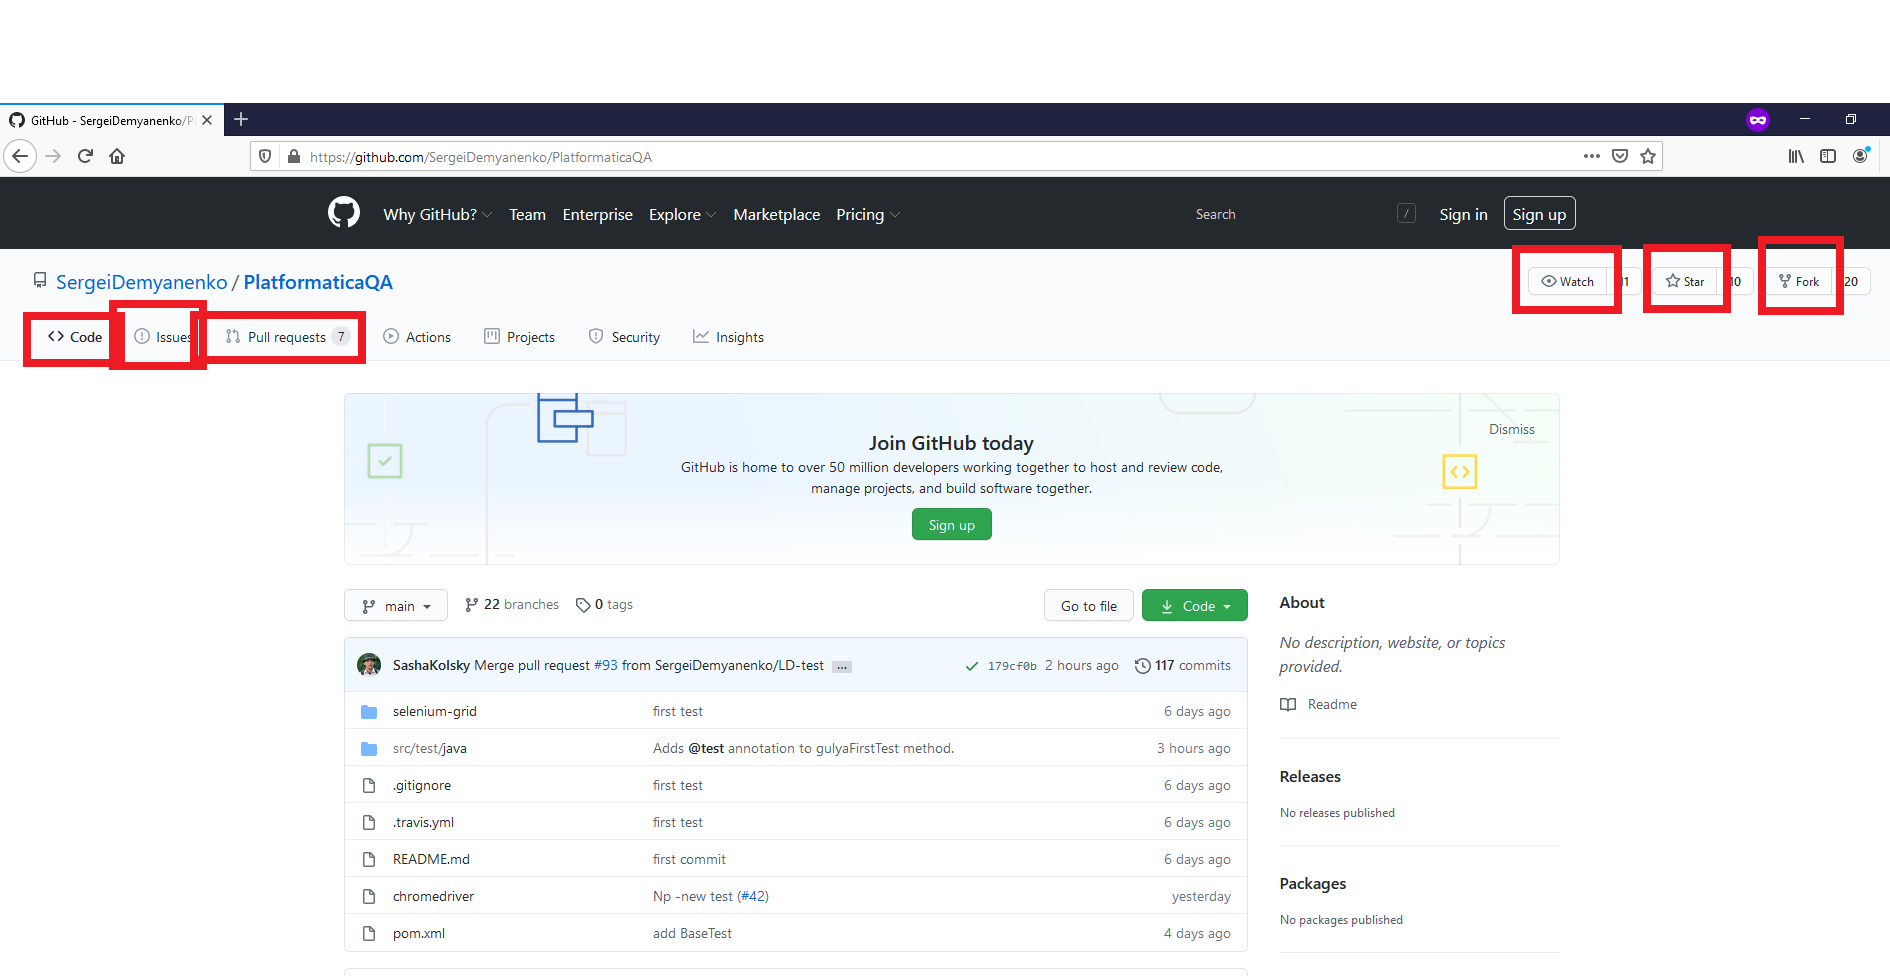 GitHub - SergeiDemyanenko/P
https://github.com/SergeiDemyanenko/PlatformaticaQA
Why GitHub? Team Enterprise Explore Marketplace Pricing Search / Sign in Sign up
SergeiDemyanenko / PlatformaticaQA Watch Star 10 Fork 20
Code Issues Pull requests 7 Actions Projects Security Insights
Join GitHub today
Dismiss
GitHub is home to over 50 million developers working together to host and review code,
manage projects, and build software together.
Sign up
main 22 branches 0 tags Go to file Code
SashaKolsky Merge pull request #93 from SergeiDemyanenko/LD-test ... 179cf0b 2 hours ago 117 commits
selenium-grid first test 6 days ago
src/test/java Adds @test annotation to gulyaFirstTest method. 3 hours ago
.gitignore first test 6 days ago
.travis.yml first test 6 days ago
README.md first commit 6 days ago
chromedriver Np -new test (#42) yesterday
pom.xml add BaseTest 4 days ago
About
No description, website, or topics
provided.
Readme
Releases
No releases published
Packages
No packages published